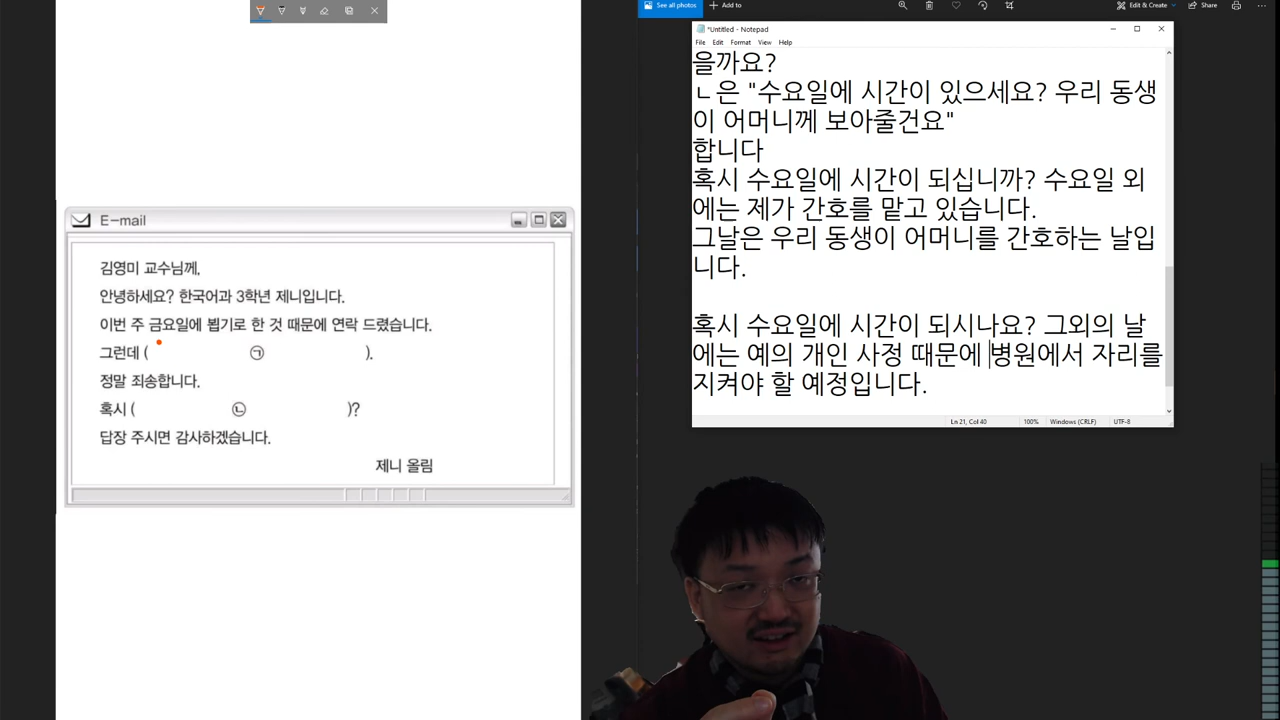 See all photos
Add to
Edit & Create
Share
*Untitled - Notepad
File Edit Format View Help
을까요?
ㄴ은 "수요일에 시간이 있으세요? 우리 동생
이 어머니께 보아줄건요"
합니다
혹시 수요일에 시간이 되십니까? 수요일 외
에는 제가 간호를 맡고 있습니다.
그날은 우리 동생이 어머니를 간호하는 날입
니다.
혹시 수요일에 시간이 되시나요? 그외의 날
에는 예의 개인 사정 때문에 병원에서 자리를
지켜야 할 예정입니다.
Ln 21, Col 40
100%
Windows (CRLF)
UTF-8
E-mail
김영미 교수님께,
안녕하세요? 한국어과 3학년 제니입니다.
이번 주 금요일에 뵙기로 한 것 때문에 연락 드렸습니다.
그런데 ( ㉠ ).
정말 죄송합니다.
혹시 ( ㉡ )?
답장 주시면 감사하겠습니다.
제니 올림